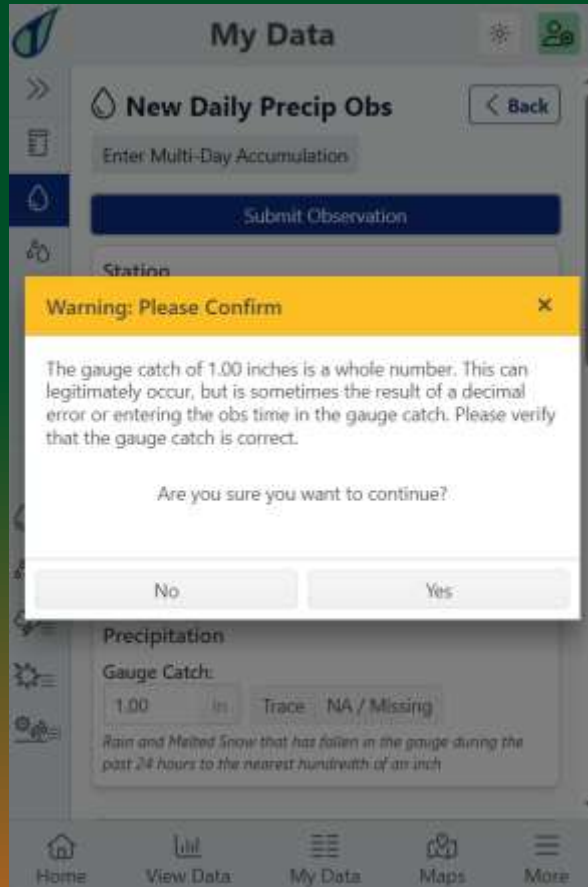 My Data
New Daily Precip Obs
Back
Enter Multi-Day Accumulation
Submit Observation
Station
Warning: Please Confirm
The gauge catch of 1.00 inches is a whole number. This can
legitimately occur, but is sometimes the result of a decimal
error or entering the obs time in the gauge catch. Please verify
that the gauge catch is correct.
Are you sure you want to continue?
No
Yes
Precipitation
Gauge Catch:
1.00 in Trace NA / Missing
Rain and Melted Snow that has fallen in the gauge during the
past 24 hours to the nearest hundredth of an inch
Home View Data My Data Maps More